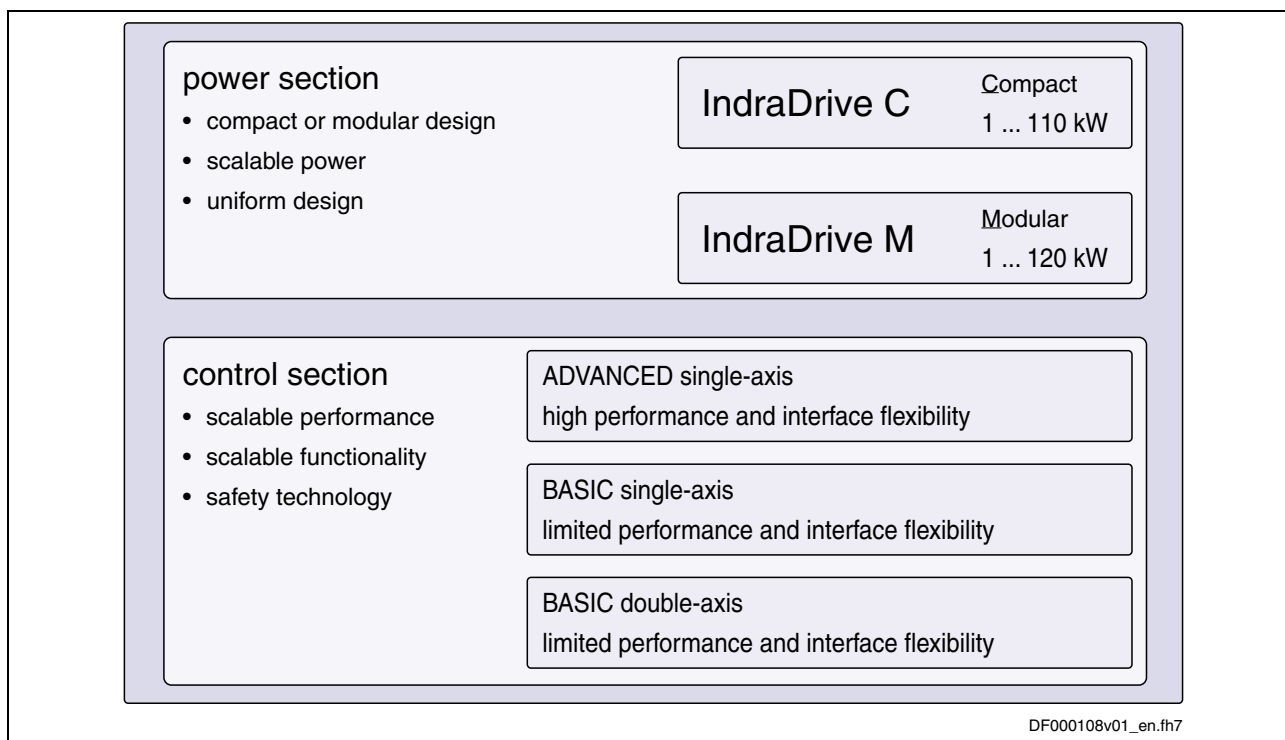 power section
• compact or modular design
• scalable power
• uniform design
IndraDrive C
Compact
1 ... 110 kW
IndraDrive M
Modular
1 ... 120 kW
control section
• scalable performance
• scalable functionality
• safety technology
ADVANCED single-axis
high performance and interface flexibility
BASIC single-axis
limited performance and interface flexibility
BASIC double-axis
limited performance and interface flexibility
DF000108v01_en.fh7